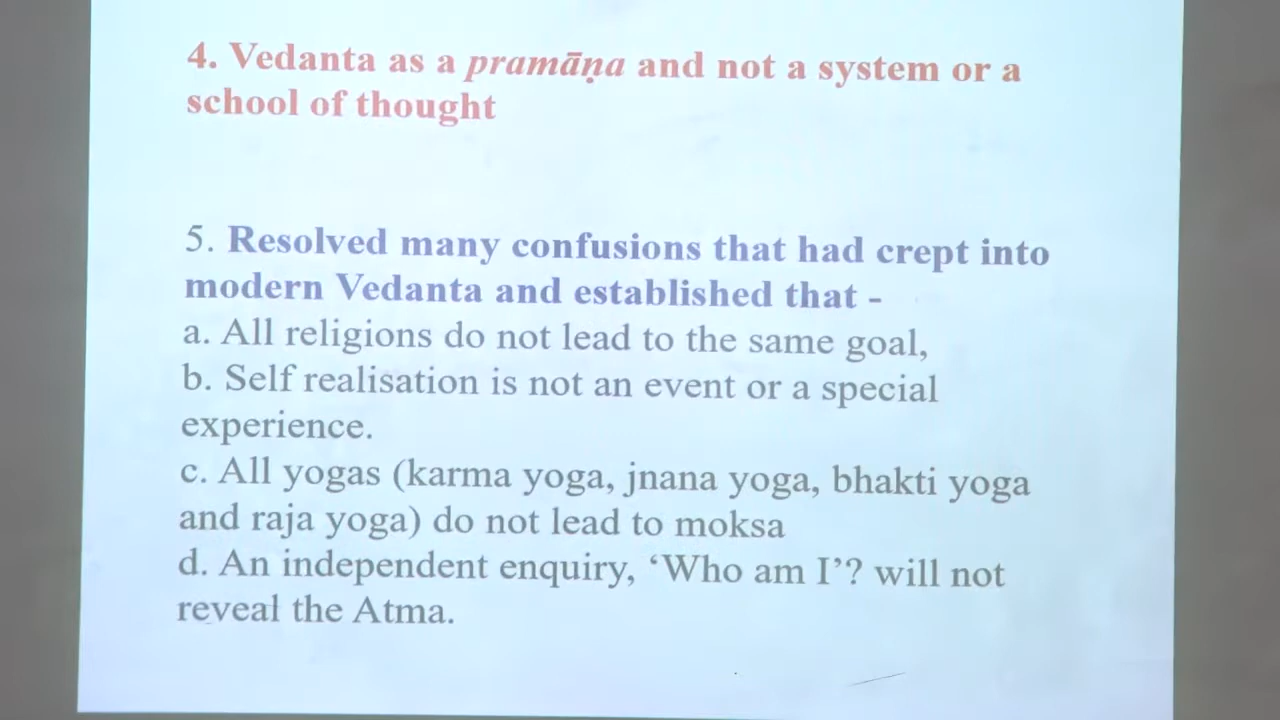 4. Vedanta as a pramāṇa and not a system or a
school of thought
5. Resolved many confusions that had crept into
modern Vedanta and established that -
a. All religions do not lead to the same goal,
b. Self realisation is not an event or a special
experience.
c. All yogas (karma yoga, jnana yoga, bhakti yoga
and raja yoga) do not lead to moksa
d. An independent enquiry, ‘Who am I’? will not
reveal the Atma.